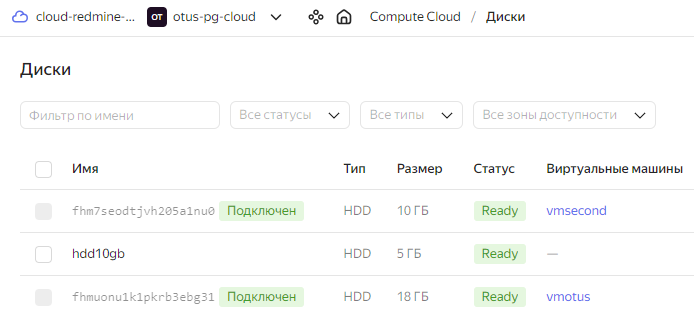 cloud-redmine-... OT otus-pg-cloud Compute Cloud / Диски
Диски
Фильтр по имени Все статусы Все типы Все зоны доступности
Имя Тип Размер Статус Виртуальные машины
fhm7seodtjvh205a1nu0 Подключен HDD 10 ГБ Ready vmsecond
hdd10gb HDD 5 ГБ Ready —
fhmuonu1k1pkrb3ebg31 Подключен HDD 18 ГБ Ready vmotus